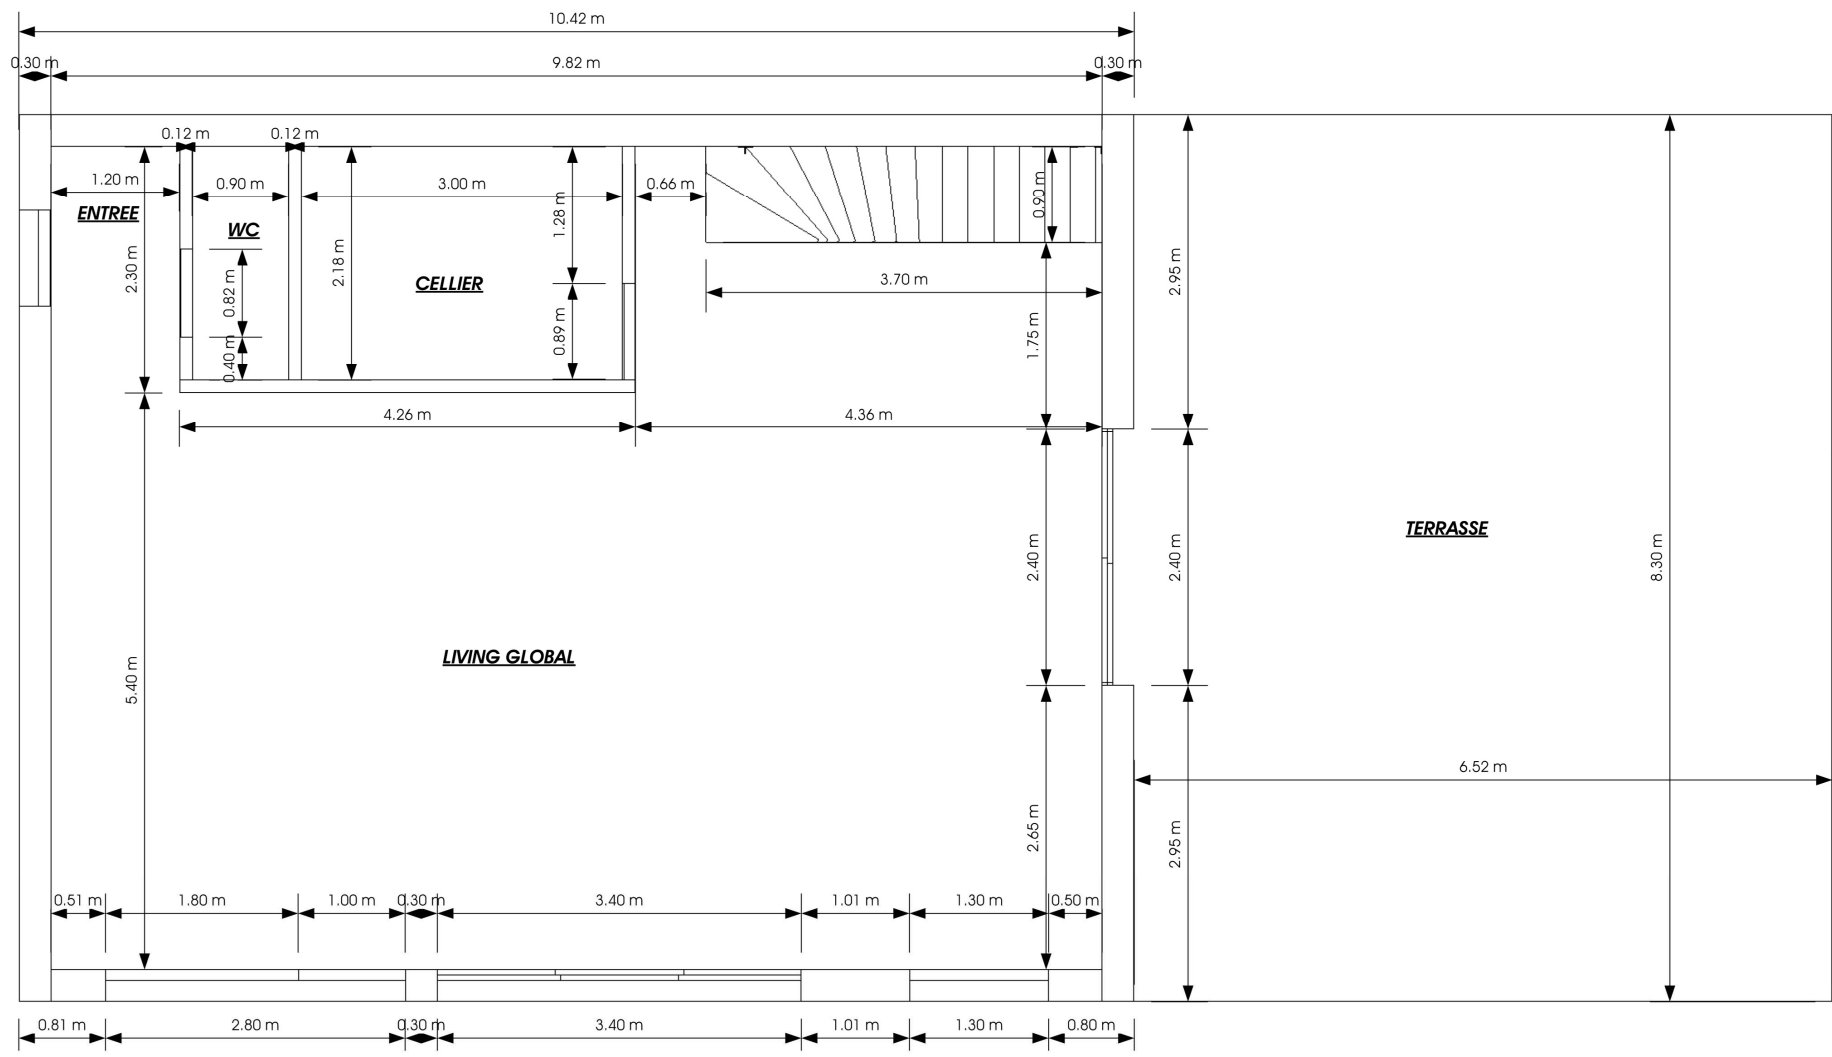 10.42 m
0.30 m
9.82 m
0.30 m
0.12 m
0.12 m
1.20 m
0.90 m
3.00 m
0.66 m
ENTREE
WC
CELLIER
2.30 m
0.82 m
0.40 m
2.18 m
1.28 m
0.89 m
0.90 m
3.70 m
1.75 m
2.95 m
4.26 m
4.36 m
2.40 m
2.40 m
TERRASSE
8.30 m
LIVING GLOBAL
5.40 m
6.52 m
2.65 m
2.95 m
0.51 m
1.80 m
1.00 m
0.30 m
3.40 m
1.01 m
1.30 m
0.50 m
0.81 m
2.80 m
0.30 m
3.40 m
1.01 m
1.30 m
0.80 m